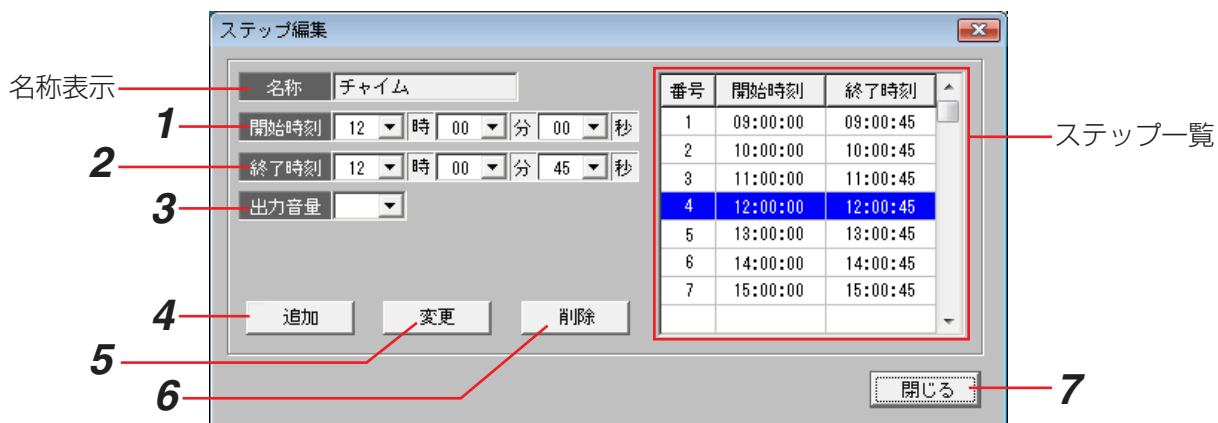 ステップ編集
名称表示
名称 チャイム
1
開始時刻 12 時 00 分 00 秒
2
終了時刻 12 時 00 分 45 秒
3
出力音量
4
追加 変更 削除
5
6
番号 開始時刻 終了時刻
1 09:00:00 09:00:45
2 10:00:00 10:00:45
3 11:00:00 11:00:45
4 12:00:00 12:00:45
5 13:00:00 13:00:45
6 14:00:00 14:00:45
7 15:00:00 15:00:45
ステップ一覧
閉じる
7